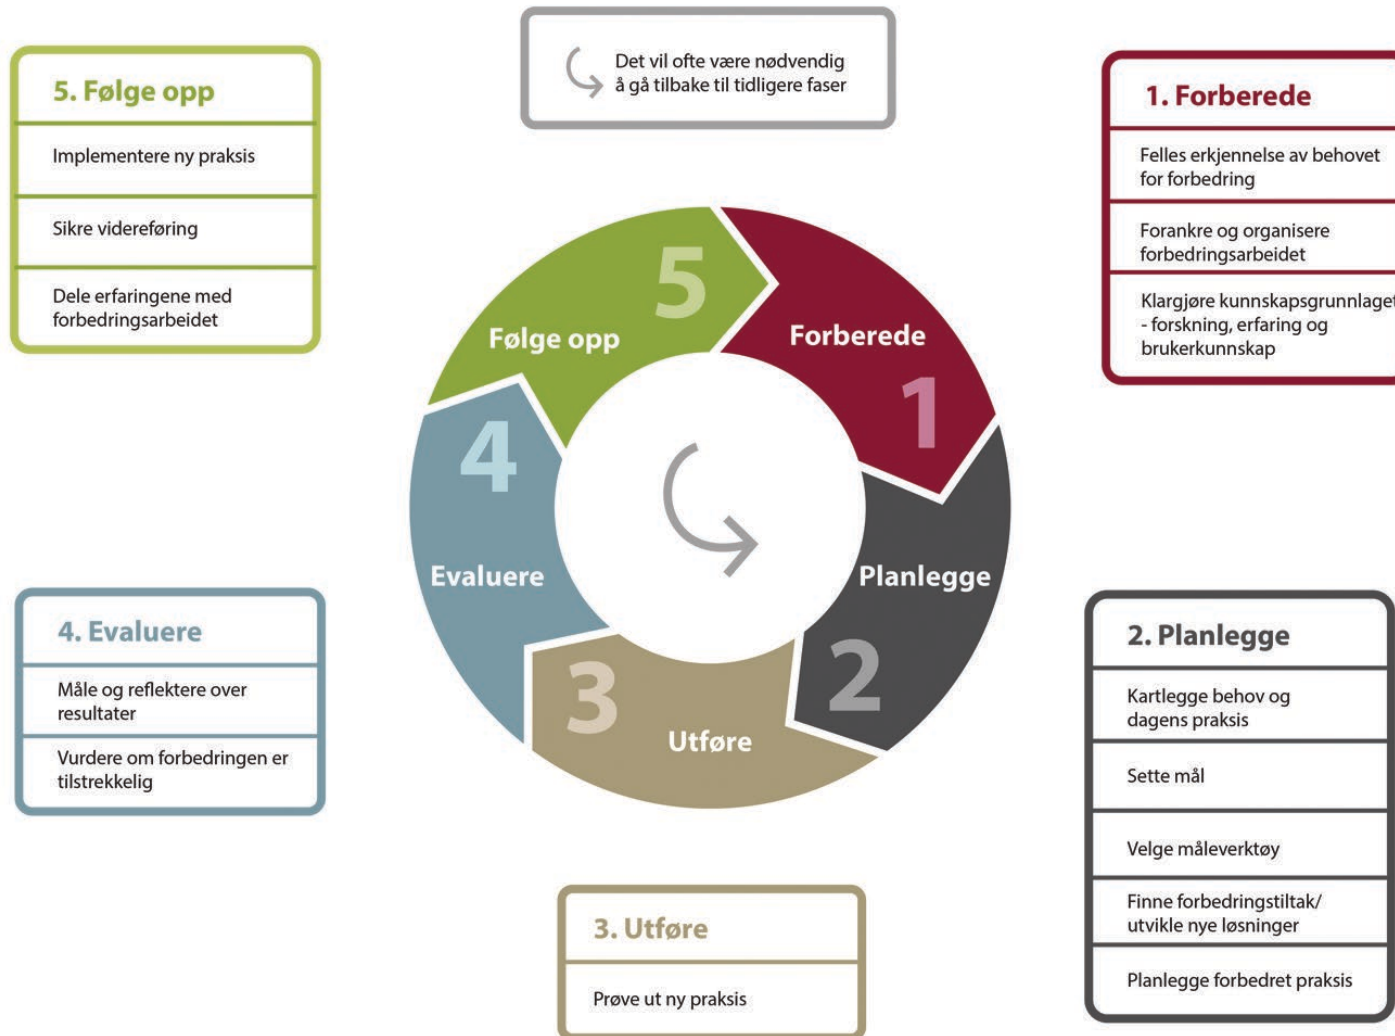 Det vil ofte være nødvendig
å gå tilbake til tidligere faser
1. Forberede
Felles erkjennelse av behovet
for forbedring
Forankre og organisere
forbedringsarbeidet
Klargjøre kunnskapsgrunnlaget
- forskning, erfaring og
brukerkunnskap
2. Planlegge
Kartlegge behov og
dagens praksis
Sette mål
Velge måleverktøy
Finne forbedringstiltak/
utvikle nye løsninger
Planlegge forbedret praksis
3. Utføre
Prøve ut ny praksis
4. Evaluere
Måle og reflektere over
resultater
Vurdere om forbedringen er
tilstrekkelig
5. Følge opp
Implementere ny praksis
Sikre videreføring
Dele erfaringene med
forbedringsarbeidet
Forberede
1
Planlegge
2
Utføre
3
Evaluere
4
Følge opp
5